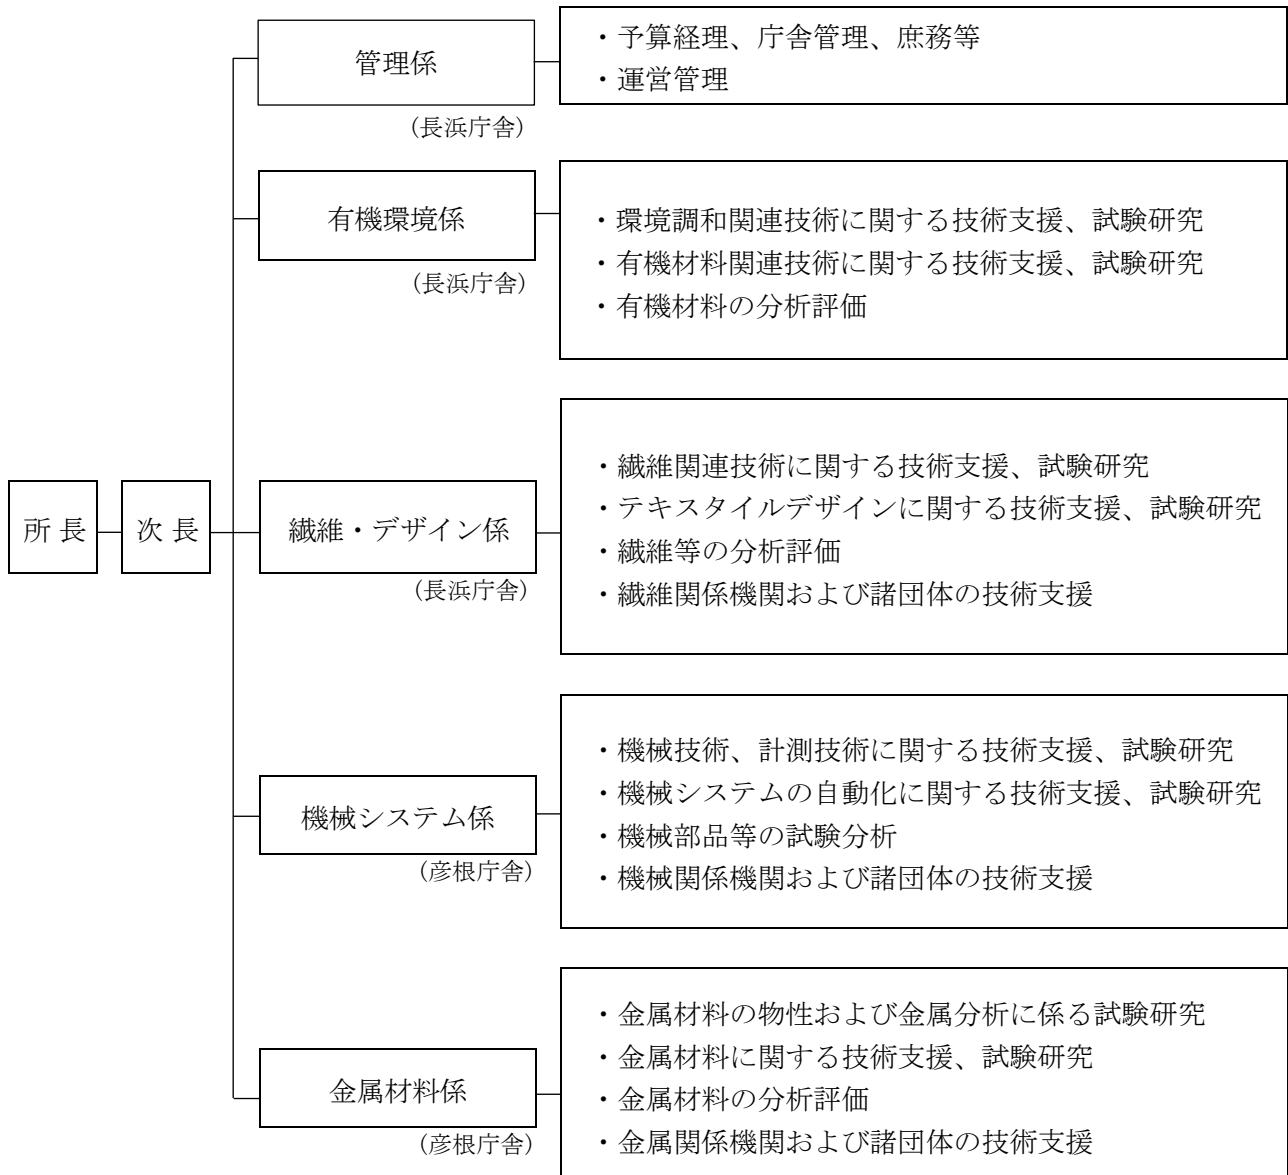 所長
次長
管理係
(長浜庁舎)
・予算経理、庁舎管理、庶務等
・運営管理
有機環境係
(長浜庁舎)
・環境調和関連技術に関する技術支援、試験研究
・有機材料関連技術に関する技術支援、試験研究
・有機材料の分析評価
繊維・デザイン係
(長浜庁舎)
・繊維関連技術に関する技術支援、試験研究
・テキスタイルデザインに関する技術支援、試験研究
・繊維等の分析評価
・繊維関係機関および諸団体の技術支援
機械システム係
(彦根庁舎)
・機械技術、計測技術に関する技術支援、試験研究
・機械システムの自動化に関する技術支援、試験研究
・機械部品等の試験分析
・機械関係機関および諸団体の技術支援
金属材料係
(彦根庁舎)
・金属材料の物性および金属分析に係る試験研究
・金属材料に関する技術支援、試験研究
・金属材料の分析評価
・金属関係機関および諸団体の技術支援